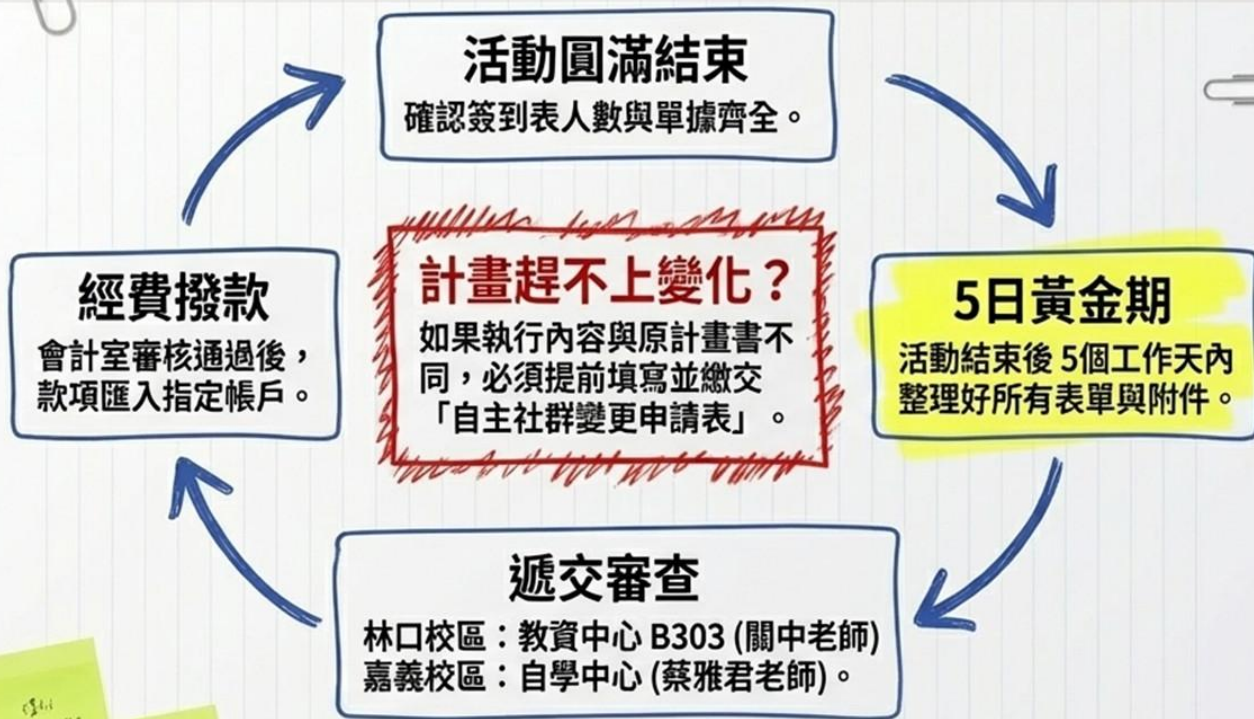 活動圓滿結束
確認簽到表人數與單據齊全。
5日黃金期
活動結束後 5個工作天內
整理好所有表單與附件。
遞交審查
林口校區:教資中心 B303 (關中老師)
嘉義校區:自學中心 (蔡雅君老師)。
經費撥款
會計室審核通過後,
款項匯入指定帳戶。
計畫趕不上變化?
如果執行內容與原計畫書不
同,必須提前填寫並繳交
「自主社群變更申請表」。